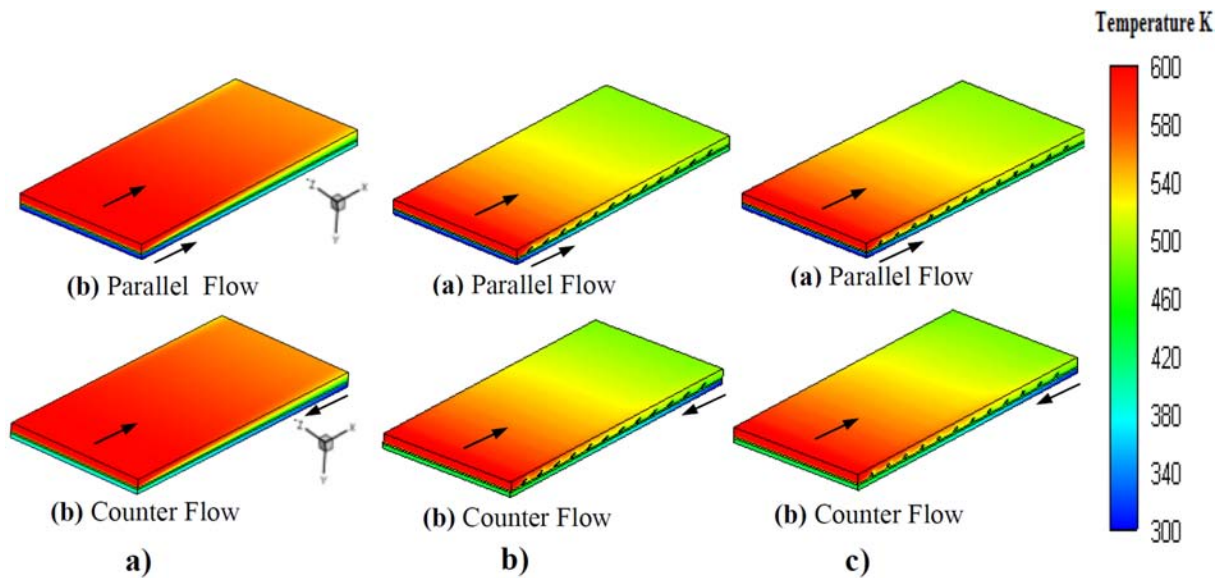 Temperature K
600
580
540
500
460
420
380
340
300
-Z X
Y
(b) Parallel Flow
(a) Parallel Flow
(a) Parallel Flow
-Z X
Y
(b) Counter Flow
(b) Counter Flow
(b) Counter Flow
a)
b)
c)